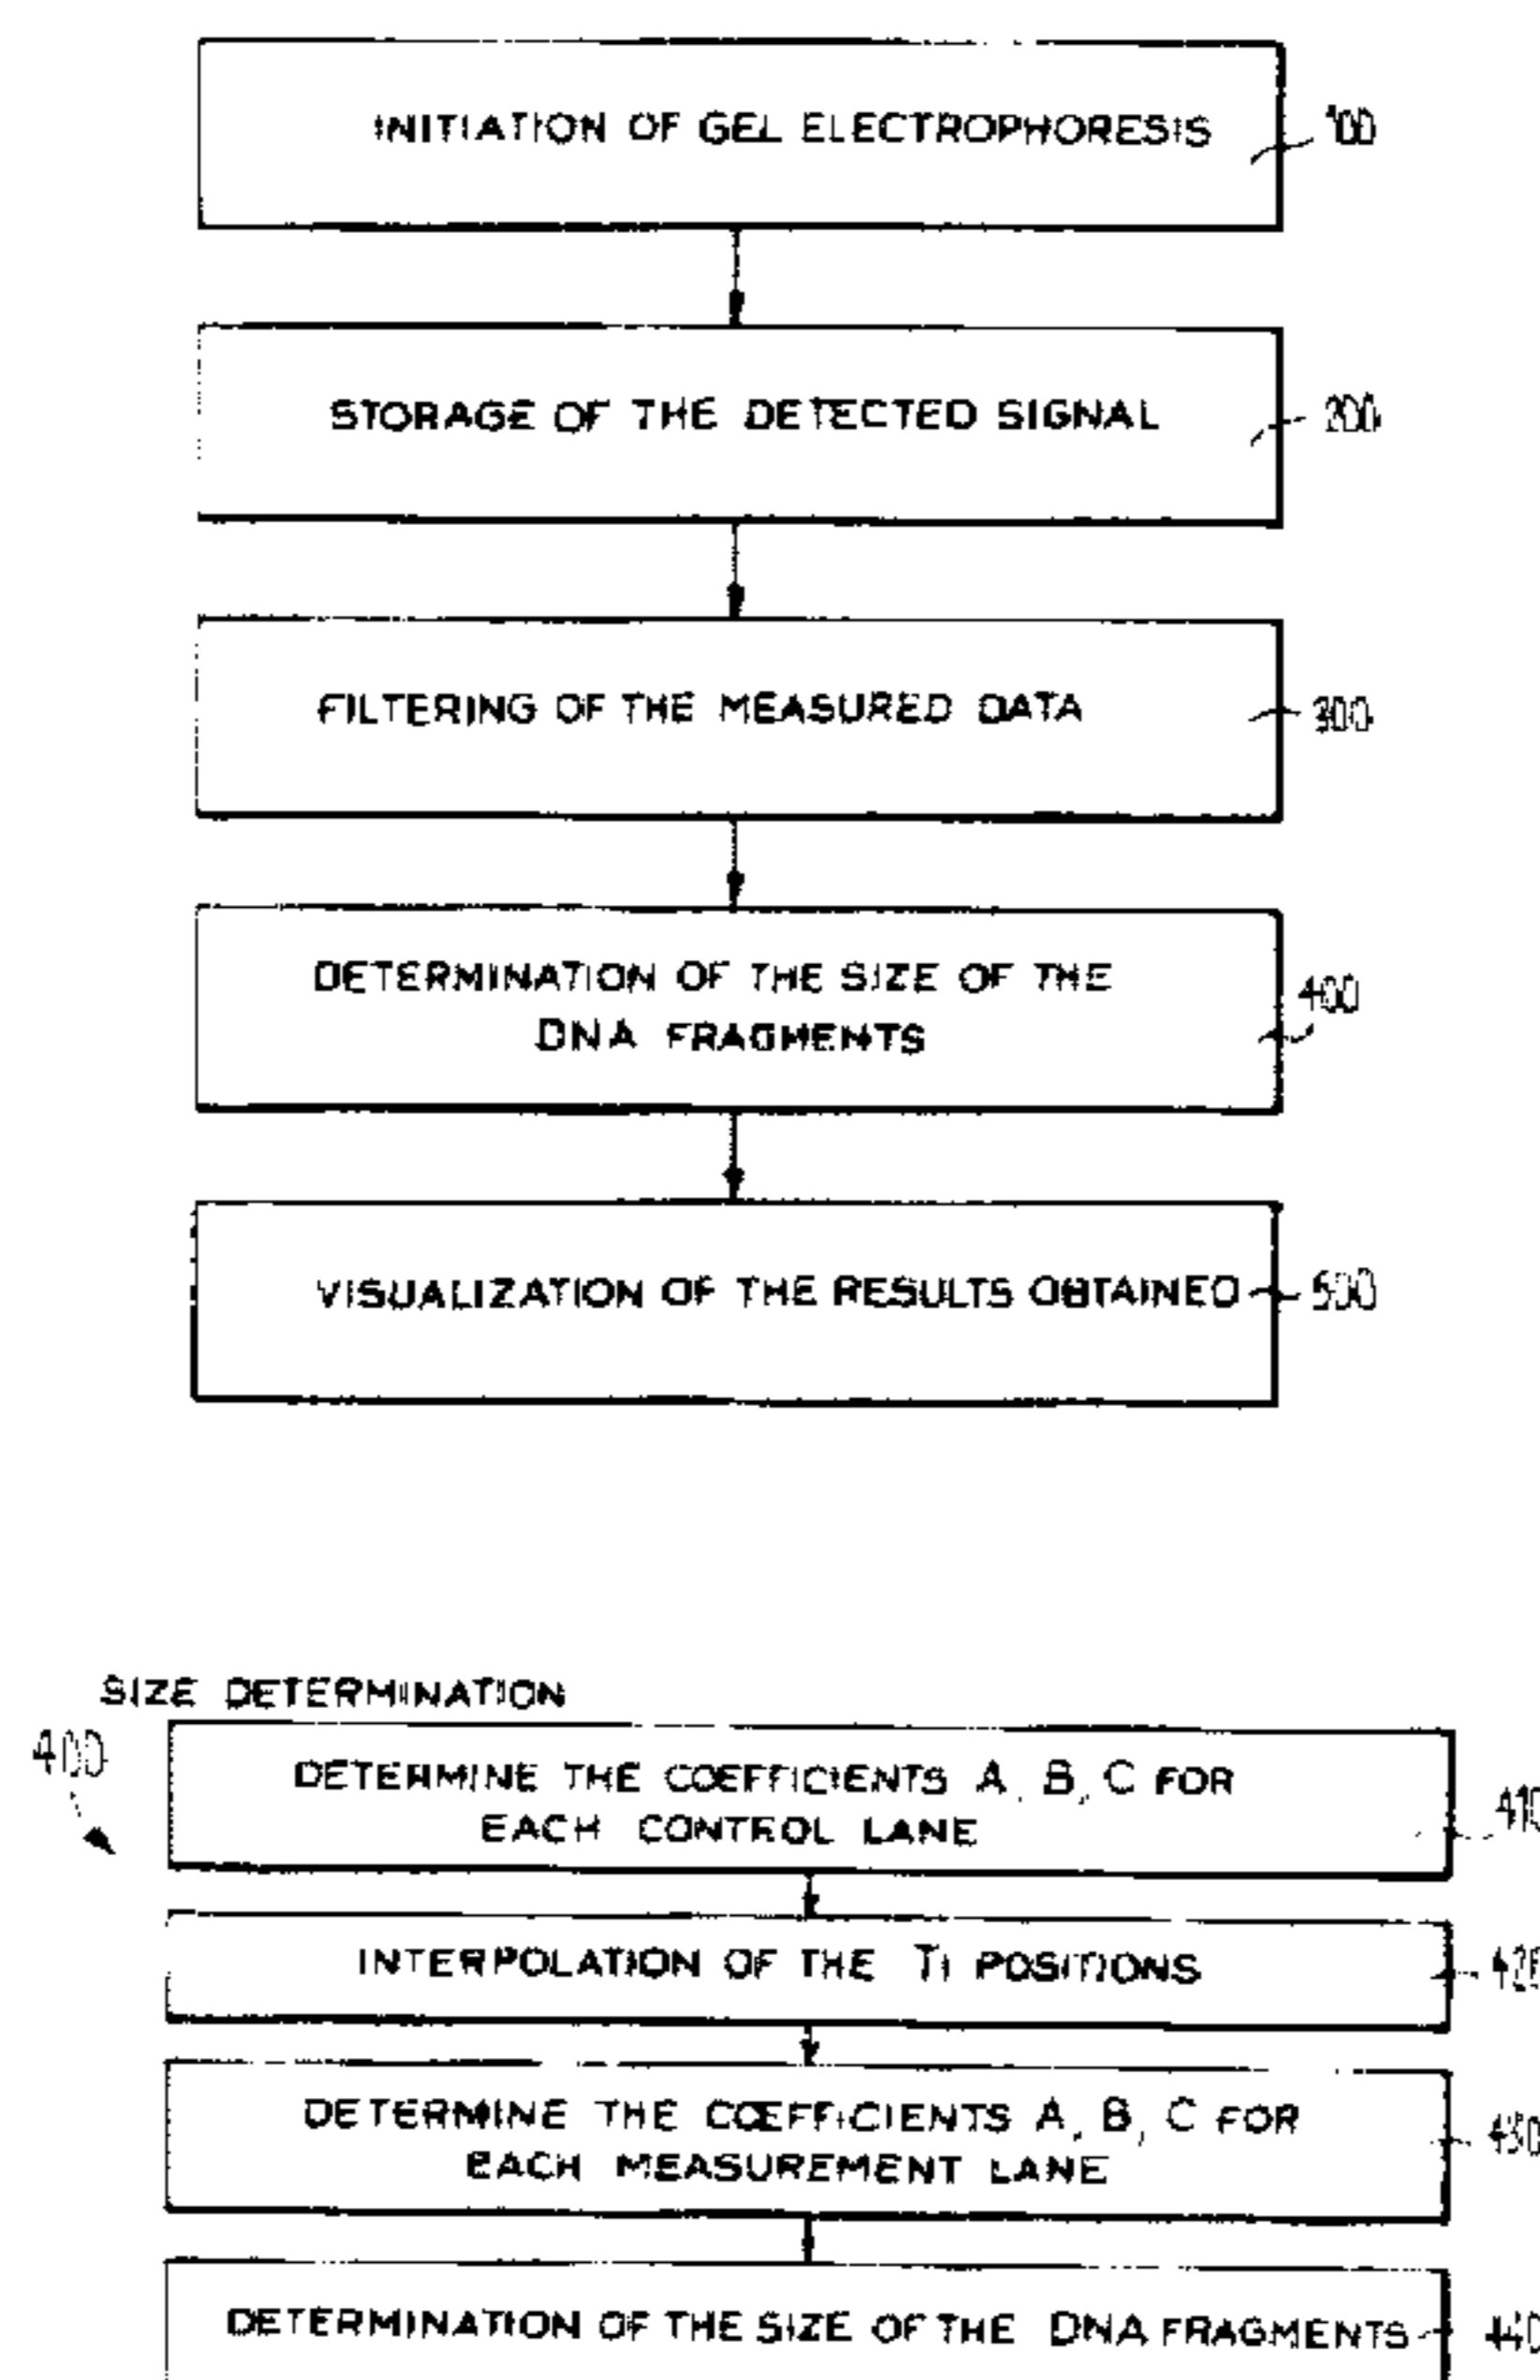 INITIATION OF GEL ELECTROPHORESIS 100
STORAGE OF THE DETECTED SIGNAL 200
FILTERING OF THE MEASURED DATA 300
DETERMINATION OF THE SIZE OF THE
DNA FRAGMENTS
400
VISUALIZATION OF THE RESULTS OBTAINED 500
SIZE DETERMINATION
400
DETERMINE THE COEFFICIENTS A, B, C FOR
EACH CONTROL LANE
410
INTERPOLATION OF THE Ti POSITIONS 420
DETERMINE THE COEFFICIENTS A, B, C FOR
EACH MEASUREMENT LANE
430
DETERMINATION OF THE SIZE OF THE DNA FRAGMENTS 440